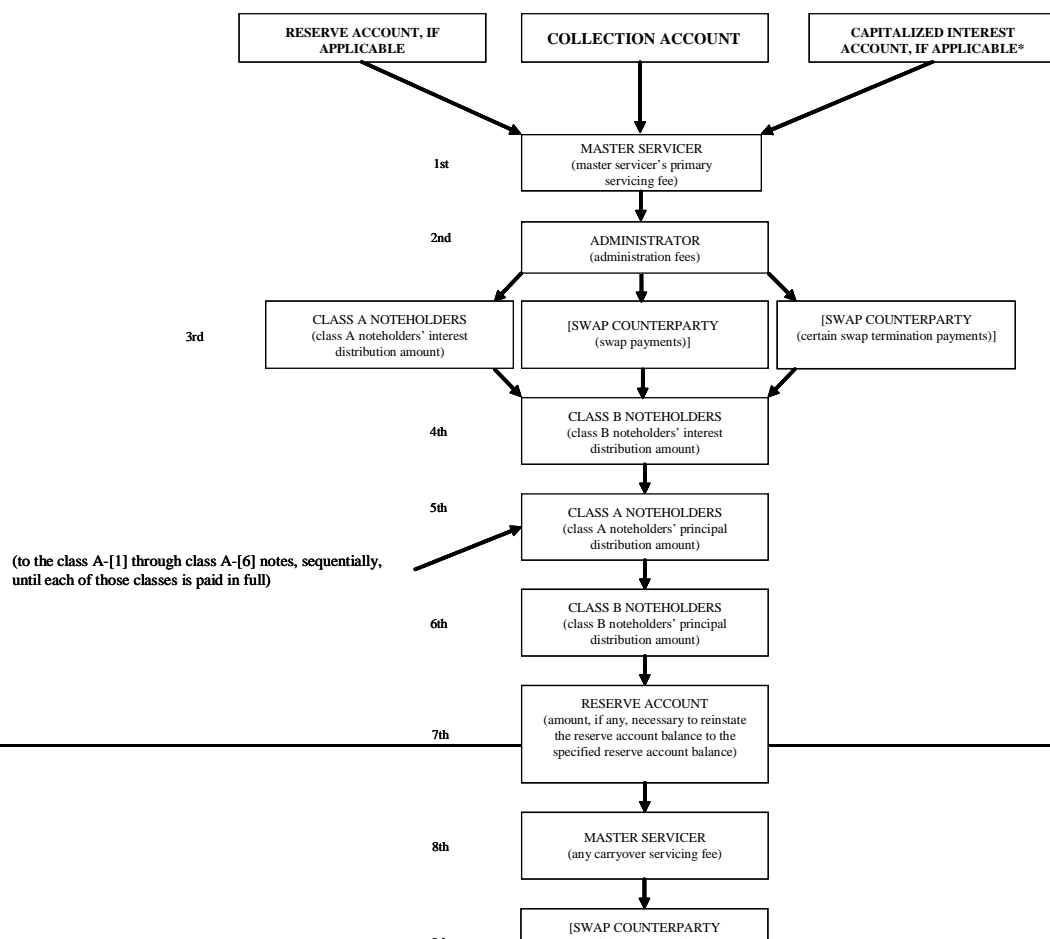 RESERVE ACCOUNT, IF
APPLICABLE
COLLECTION ACCOUNT
CAPITALIZED INTEREST
ACCOUNT, IF APPLICABLE*
1st
MASTER SERVICER
(master servicer's primary
servicing fee)
2nd
ADMINISTRATOR
(administration fees)
3rd
CLASS A NOTEHOLDERS
(class A noteholders' interest
distribution amount)
[SWAP COUNTERPARTY
(swap payments)]
[SWAP COUNTERPARTY
(certain swap termination payments)]
4th
CLASS B NOTEHOLDERS
(class B noteholders' interest
distribution amount)
5th
CLASS A NOTEHOLDERS
(class A noteholders' principal
distribution amount)
(to the class A-[1] through class A-[6] notes, sequentially,
until each of those classes is paid in full)
6th
CLASS B NOTEHOLDERS
(class B noteholders' principal
distribution amount)
7th
RESERVE ACCOUNT
(amount, if any, necessary to reinstate
the reserve account balance to the
specified reserve account balance)
8th
MASTER SERVICER
(any carryover servicing fee)
[SWAP COUNTERPARTY